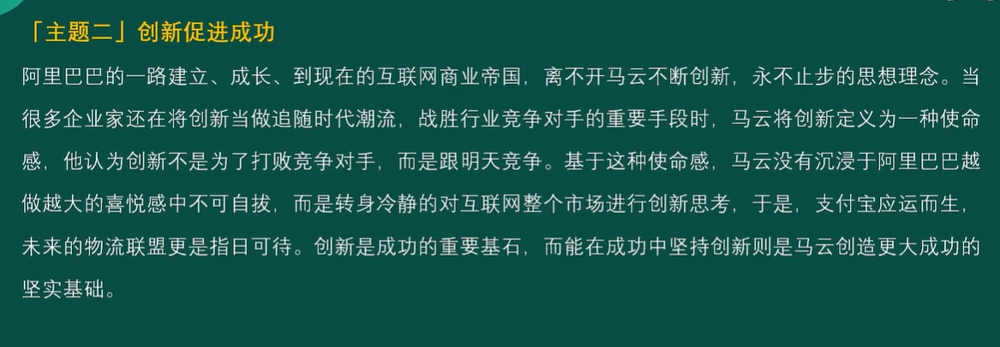 「主题二」创新促进成功
阿里巴巴的一路建立、成长、到现在的互联网商业帝国，离不开马云不断创新，永不止步的思想理念。当
很多企业家还在将创新当做追随时代潮流，战胜行业竞争对手的重要手段时，马云将创新定义为一种使命
感，他认为创新不是为了打败竞争对手，而是跟明天竞争。基于这种使命感，马云没有沉浸于阿里巴巴越
做越大的喜悦感中不可自拔，而是转身冷静的对互联网整个市场进行创新思考，于是，支付宝应运而生，
未来的物流联盟更是指日可待。创新是成功的重要基石，而能在成功中坚持创新则是马云创造更大成功的
坚实基础。